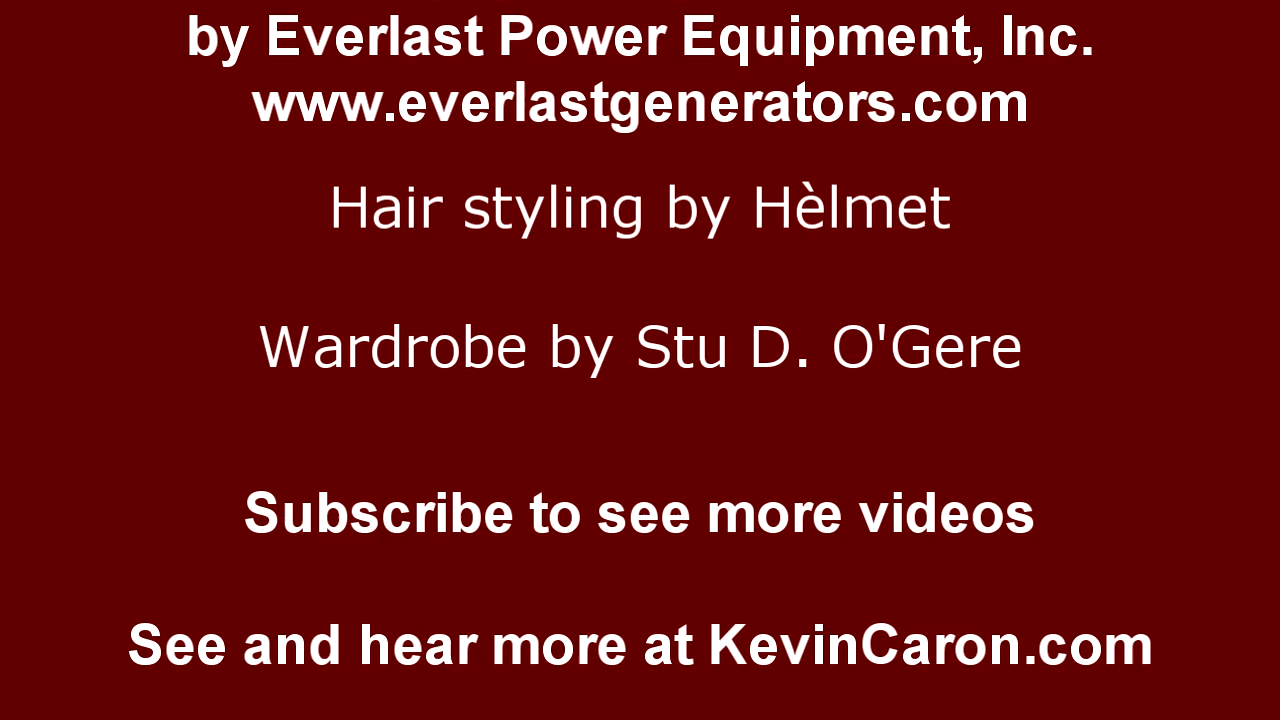 by Everlast Power Equipment, Inc.
www.everlastgenerators.com
Hair styling by Hèlmet
Wardrobe by Stu D. O'Gere
Subscribe to see more videos
See and hear more at KevinCaron.com